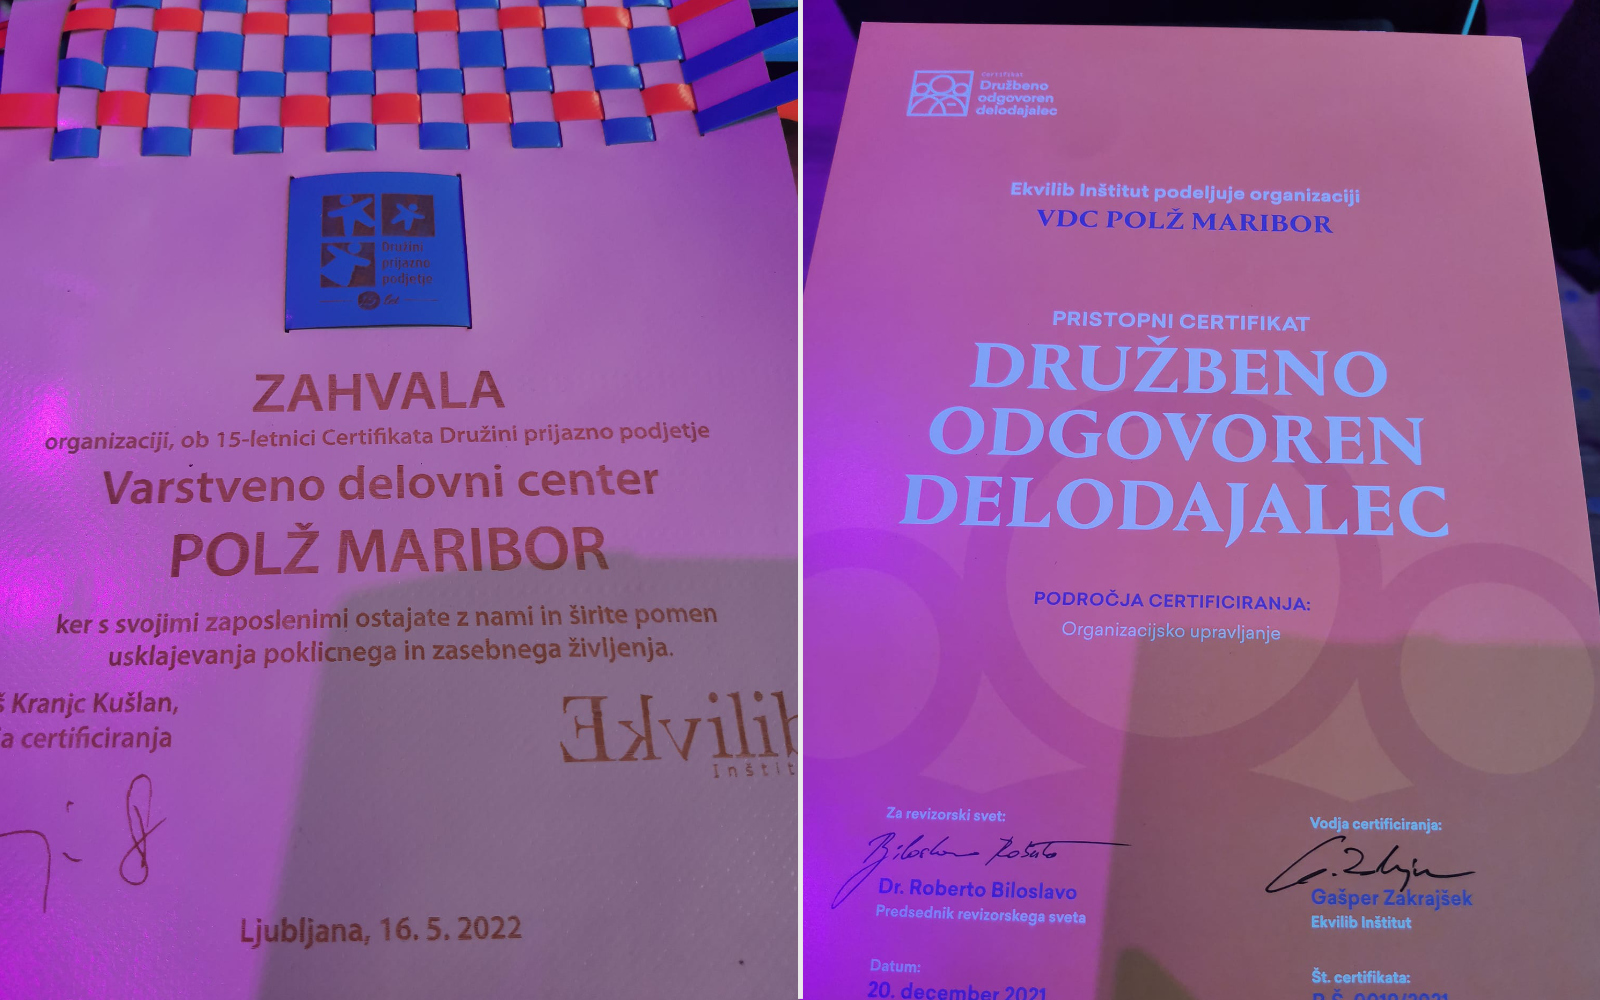 Družini
prijazno
podjetje
15 let
ZAHVALA
organizaciji, ob 15-letnici Certifikata Družini prijazno podjetje
Varstveno delovni center
POLŽ MARIBOR
ker s svojimi zaposlenimi ostajate z nami in širite pomen
usklajevanja poklicnega in zasebnega življenja.
Kranjc Kušlan,
certificiranja
Ekvilib
Ljubljana, 16. 5. 2022
certifikat
Družbeno
odgovoren
delodajalec
Ekvilib Inštitut podeljuje organizaciji
VDC POLŽ MARIBOR
PRISTOPNI CERTIFIKAT
DRUŽBENO
ODGOVOREN
DELODAJALEC
PODROČJA CERTIFICIRANJA:
Organizacijsko upravljanje
Za revizorski svet:
Dr. Roberto Biloslavo
Predsednik revizorskega sveta
Datum:
20. december 2021
Vodja certificiranja:
Gašper Zakrajšek
Ekvilib Inštitut
Št. certifikata: